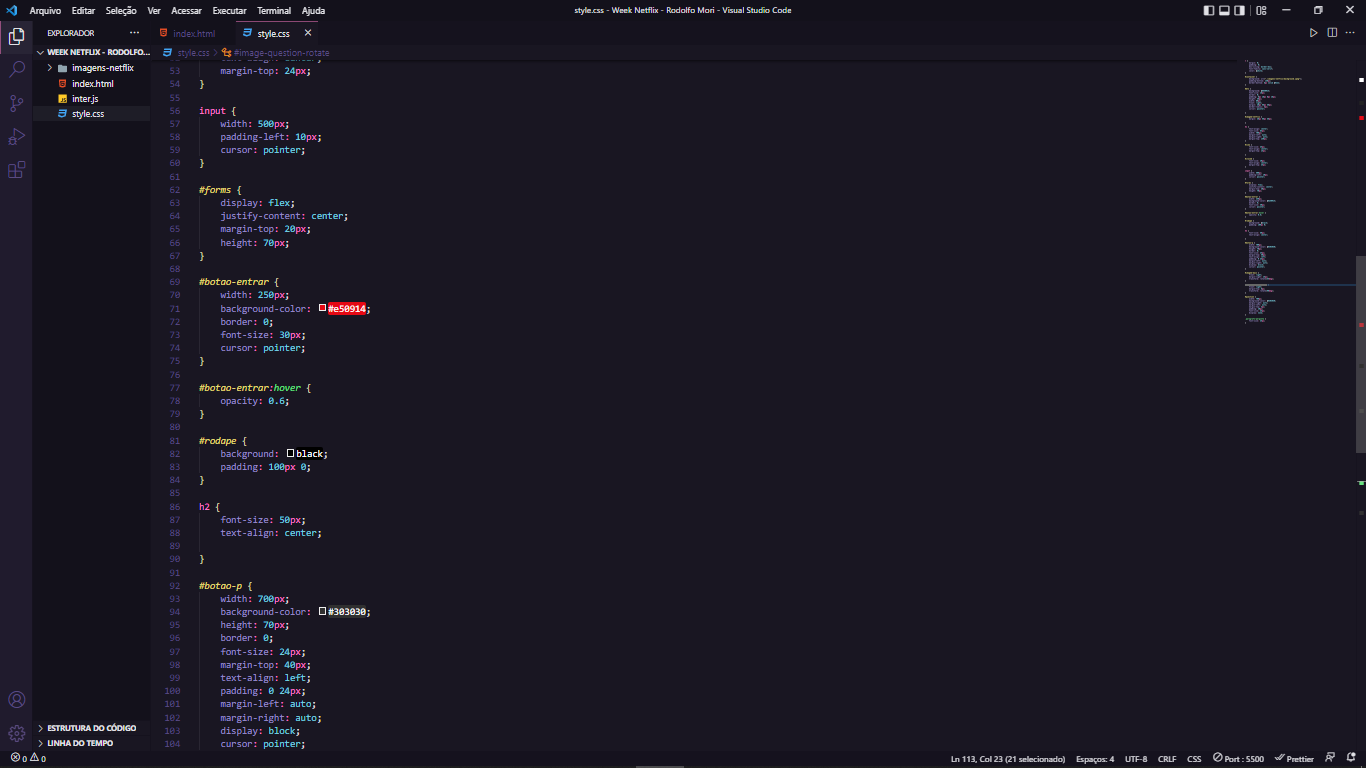 Arquivo Editar Seleção Ver Acessar Executar Terminal Ajuda
style.css - Week Netflix - Rodolfo Mori - Visual Studio Code
EXPLORADOR ···
index.html
style.css ×
WEEK NETFLIX - RODOLFO...
style.css > #image-question-rotate
imagens-netflix
index.html
inter.js
style.css
53 margin-top: 24px;
54 }
55
56 input {
57 width: 500px;
58 padding-left: 10px;
59 cursor: pointer;
60 }
61
62 #forms {
63 display: flex;
64 justify-content: center;
65 margin-top: 20px;
66 height: 70px;
67 }
68
69 #botao-entrar {
70 width: 250px;
71 background-color: #e50914;
72 border: 0;
73 font-size: 30px;
74 cursor: pointer;
75 }
76
77 #botao-entrar:hover {
78 opacity: 0.6;
79 }
80
81 #rodape {
82 background: black;
83 padding: 100px 0;
84 }
85
86 h2 {
87 font-size: 50px;
88 text-align: center;
89
90 }
91
92 #botao-p {
93 width: 700px;
94 background-color: #303030;
95 height: 70px;
96 border: 0;
97 font-size: 24px;
98 margin-top: 40px;
99 text-align: left;
100 padding: 0 24px;
101 margin-left: auto;
102 margin-right: auto;
103 display: block;
104 cursor: pointer;
ESTRUTURA DO CÓDIGO
LINHA DO TEMPO
0 0
Ln 113, Col 23 (21 selecionado) Espaços: 4 UTF-8 CRLF CSS Port : 5500 Prettier